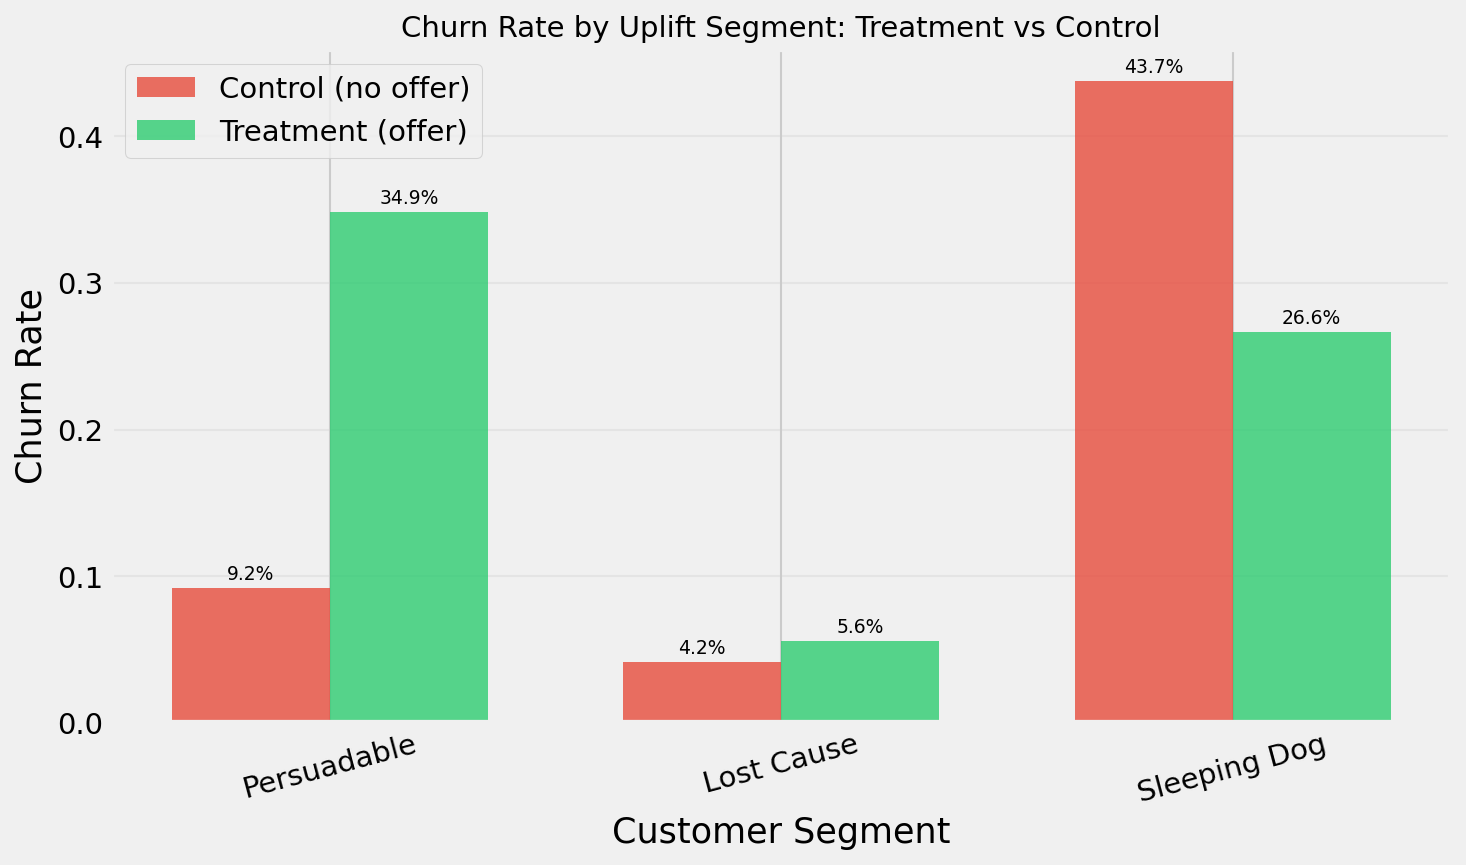 Churn Rate by Uplift Segment: Treatment vs Control
Control (no offer)
Treatment (offer)
Churn Rate
0.4
0.3
0.2
0.1
0.0
9.2%
34.9%
4.2%
5.6%
43.7%
26.6%
Persuadable
Lost Cause
Sleeping Dog
Customer Segment